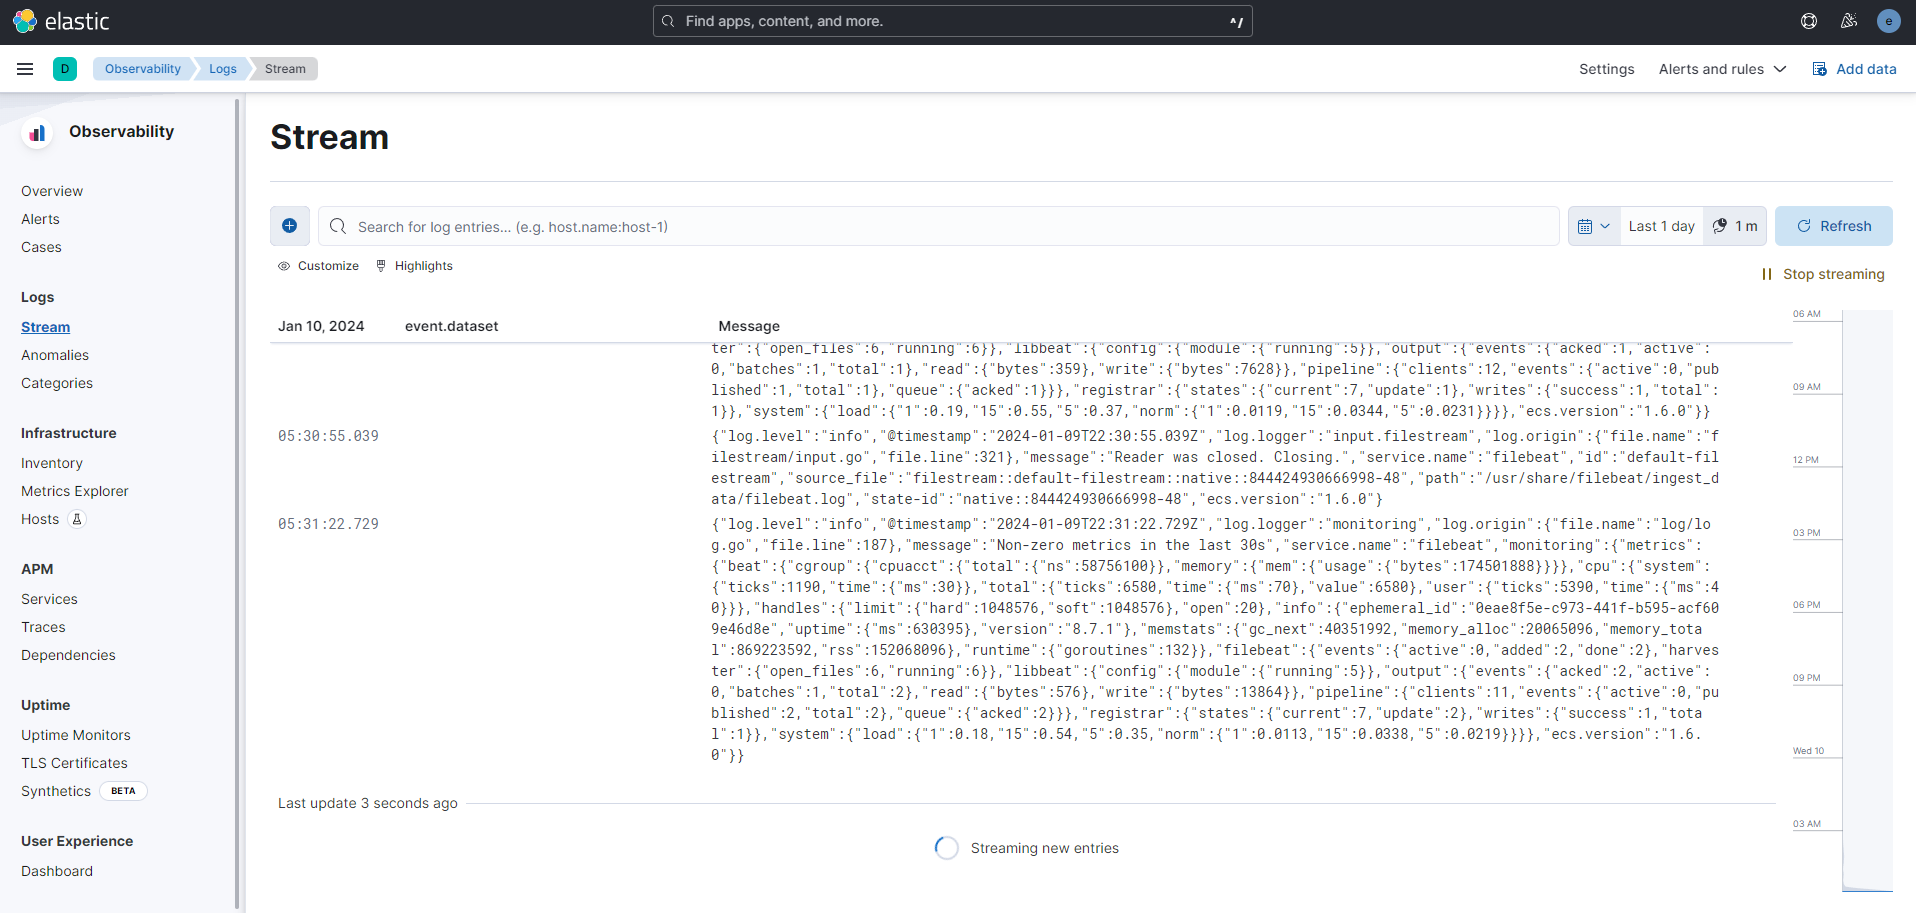 elastic
Find apps, content, and more.
^/
e
D
Observability
Logs
Stream
Settings
Alerts and rules
Add data
Observability
Overview
Alerts
Cases
Logs
Stream
Anomalies
Categories
Infrastructure
Inventory
Metrics Explorer
Hosts
APM
Services
Traces
Dependencies
Uptime
Uptime Monitors
TLS Certificates
Synthetics BETA
User Experience
Dashboard
Stream
Search for log entries... (e.g. host.name:host-1)
Last 1 day
1 m
Refresh
Customize
Highlights
Stop streaming
Jan 10, 2024 event.dataset Message
ter":{"open_files":6,"running":6}},"libbeat":{"config":{"module":{"running":5}},"output":{"events":{"acked":1,"active":
0,"batches":1,"total":1},"read":{"bytes":359},"write":{"bytes":7628}},"pipeline":{"clients":12,"events":{"active":0,"pub
lished":1,"total":1},"queue":{"acked":1}}},"registrar":{"states":{"current":7,"update":1},"writes":{"success":1,"total":
1}},"system":{"load":{"1":0.19,"15":0.55,"5":0.37,"norm":{"1":0.0119,"15":0.0344,"5":0.0231}}}},"ecs.version":"1.6.0"}}
05:30:55.039 {"log.level":"info","@timestamp":"2024-01-09T22:30:55.039Z","log.logger":"input.filestream","log.origin":{"file.name":"f
ilestream/input.go","file.line":321},"message":"Reader was closed. Closing.","service.name":"filebeat","id":"default-fil
estream","source_file":"filestream::default-filestream::native::844424930666998-48","path":"/usr/share/filebeat/ingest_d
ata/filebeat.log","state-id":"native::844424930666998-48","ecs.version":"1.6.0"}
05:31:22.729 {"log.level":"info","@timestamp":"2024-01-09T22:31:22.729Z","log.logger":"monitoring","log.origin":{"file.name":"log/lo
g.go","file.line":187},"message":"Non-zero metrics in the last 30s","service.name":"filebeat","monitoring":{"metrics":
{"beat":{"cgroup":{"cpuacct":{"total":{"ns":58756100}},"memory":{"mem":{"usage":{"bytes":174501888}}}},"cpu":{"system":
{"ticks":1190,"time":{"ms":30}},"total":{"ticks":6580,"time":{"ms":70},"value":6580},"user":{"ticks":5390,"time":{"ms":4
0}}},"handles":{"limit":{"hard":1048576,"soft":1048576},"open":20},"info":{"ephemeral_id":"0eae8f5e-c973-441f-b595-acf60
9e46d8e","uptime":{"ms":630395},"version":"8.7.1"},"memstats":{"gc_next":40351992,"memory_alloc":20065096,"memory_tota
l":869223592,"rss":152068096},"runtime":{"goroutines":132}},"filebeat":{"events":{"active":0,"added":2,"done":2},"harves
ter":{"open_files":6,"running":6}},"libbeat":{"config":{"module":{"running":5}},"output":{"events":{"acked":2,"active":
0,"batches":1,"total":2},"read":{"bytes":576},"write":{"bytes":13864}},"pipeline":{"clients":11,"events":{"active":0,"pu
blished":2,"total":2},"queue":{"acked":2}}},"registrar":{"states":{"current":7,"update":2},"writes":{"success":1,"tota
l":1}},"system":{"load":{"1":0.18,"15":0.54,"5":0.35,"norm":{"1":0.0113,"15":0.0338,"5":0.0219}}}},"ecs.version":"1.6.
0"}}
Last update 3 seconds ago
Streaming new entries
06 AM
09 AM
12 PM
03 PM
06 PM
09 PM
Wed 10
03 AM